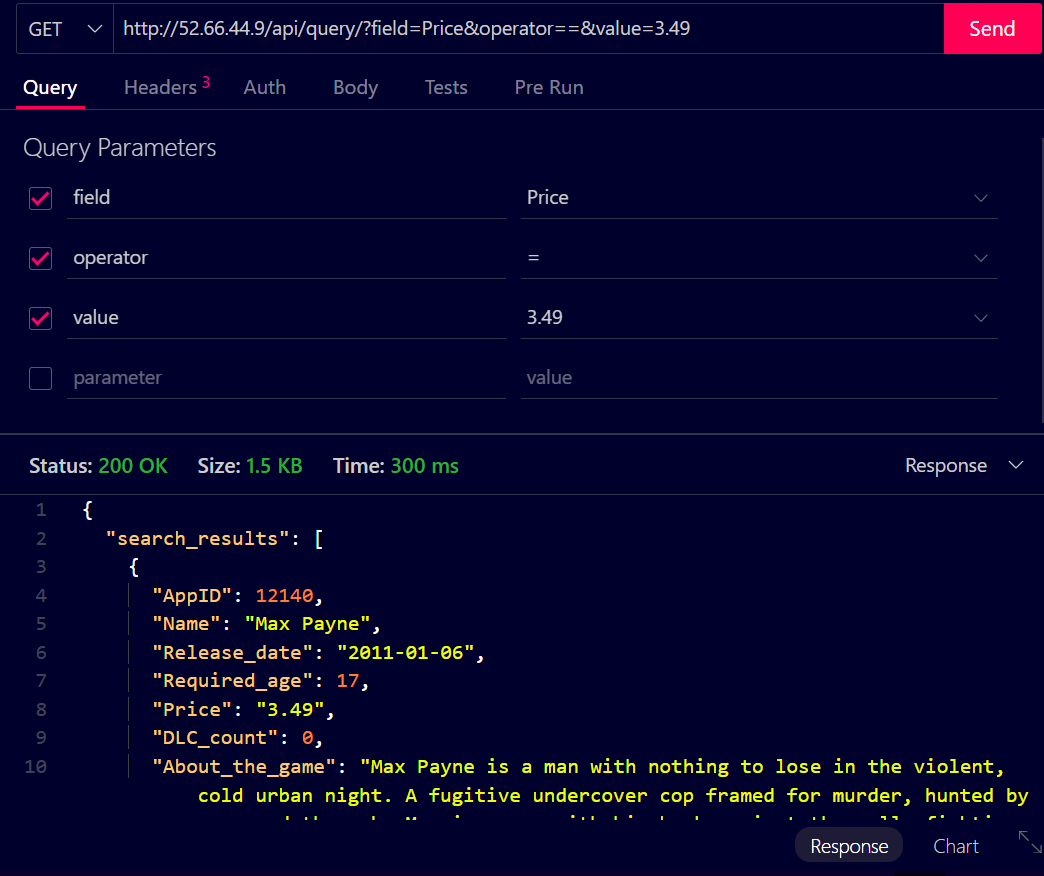 GET http://52.66.44.9/api/query/?field=Price&operator==&value=3.49 Send
Query Headers 3 Auth Body Tests Pre Run
Query Parameters
field Price
operator =
value 3.49
parameter value
Status: 200 OK Size: 1.5 KB Time: 300 ms Response
1 {
2 "search_results": [
3 {
4 "AppID": 12140,
5 "Name": "Max Payne",
6 "Release_date": "2011-01-06",
7 "Required_age": 17,
8 "Price": "3.49",
9 "DLC_count": 0,
10 "About_the_game": "Max Payne is a man with nothing to lose in the violent,
cold urban night. A fugitive undercover cop framed for murder, hunted by
Response Chart